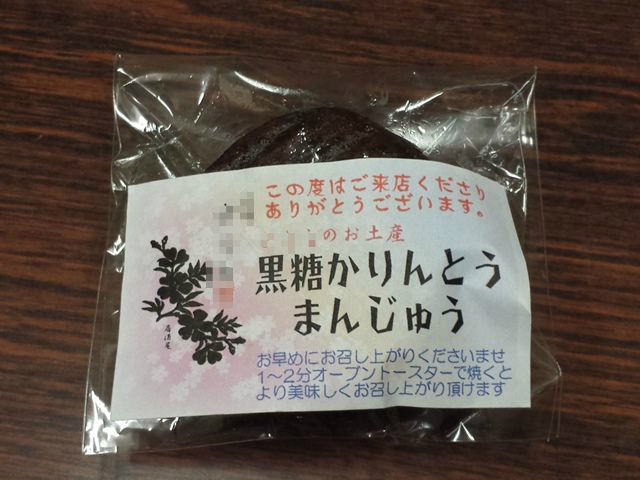 この度はご来店くださり
ありがとうございます。
のお土産
黒糖かりんとう
まんじゅう
お早めにお召し上がりくださいませ
1～2分オーブントースターで焼くと
より美味しくお召し上がり頂けます